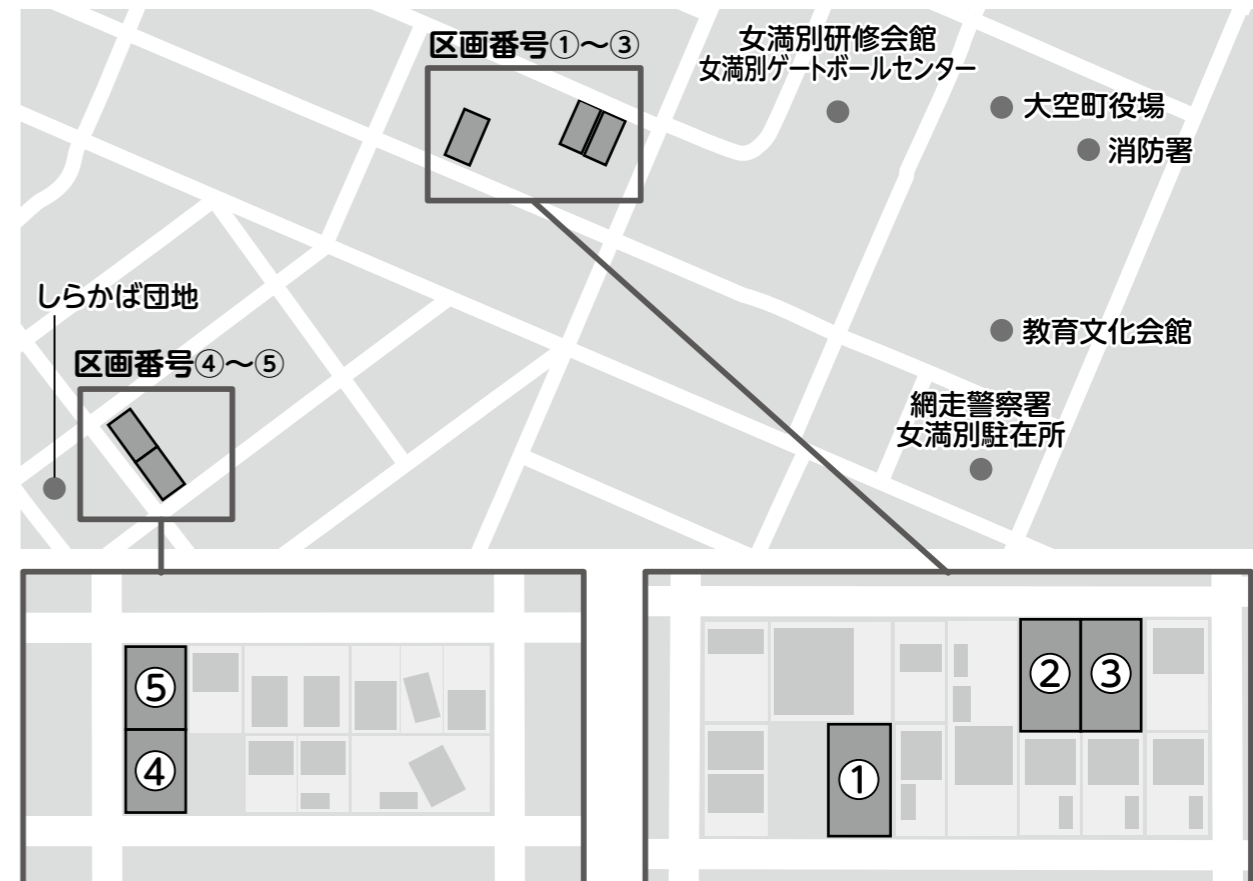 区画番号①～③
女満別研修会館
女満別ゲートボールセンター
大空町役場
消防署
しらかば団地
区画番号④～⑤
教育文化会館
網走警察署
女満別駐在所
⑤
④
②
③
①